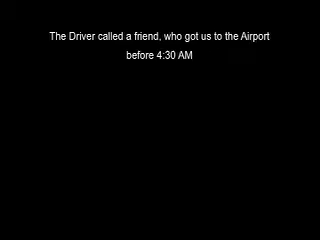 The Driver called a friend, who got us to the Airport
before 4:30 AM